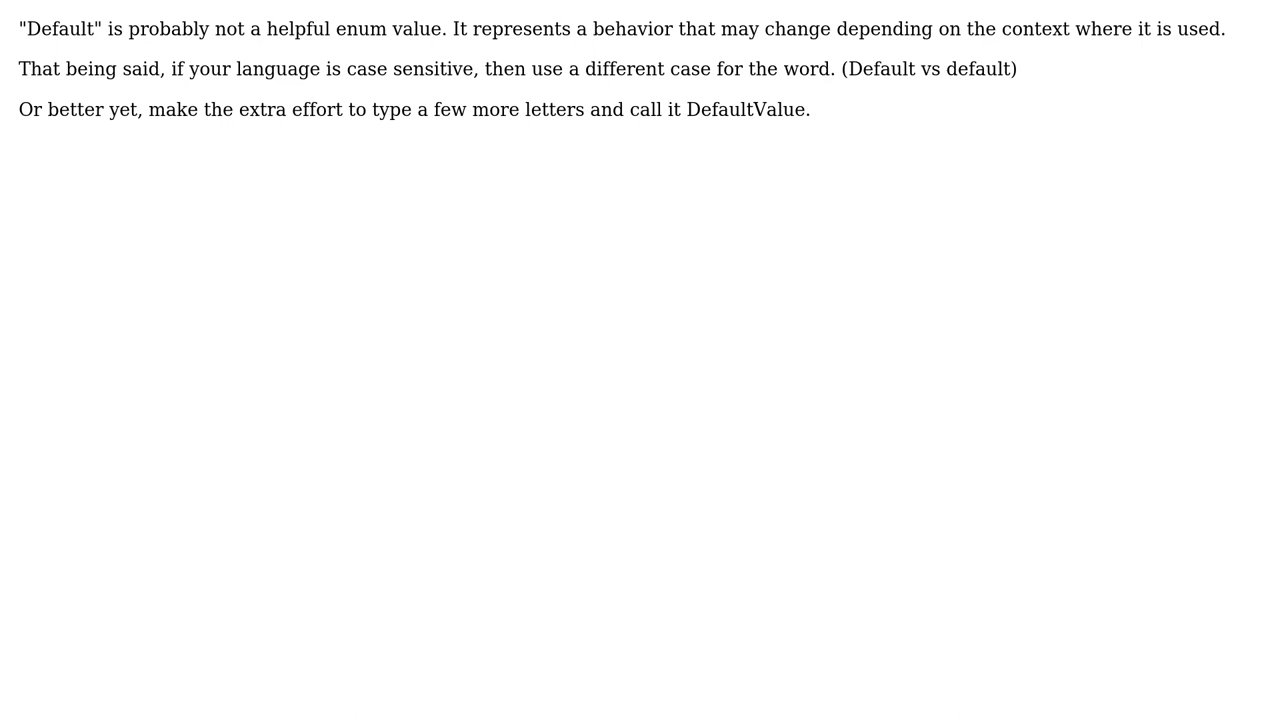 "Default" is probably not a helpful enum value. It represents a behavior that may change depending on the context where it is used.
That being said, if your language is case sensitive, then use a different case for the word. (Default vs default)
Or better yet, make the extra effort to type a few more letters and call it DefaultValue.